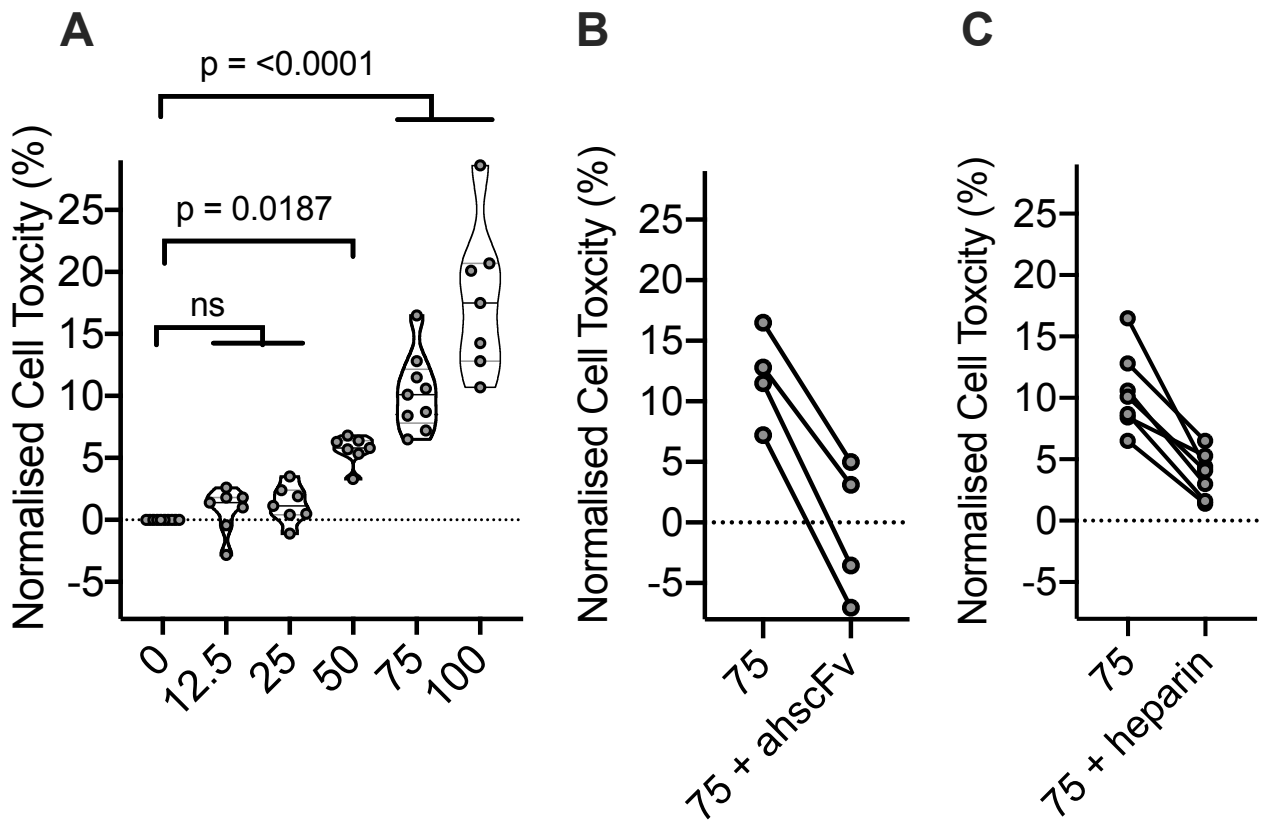 A
p = <0.0001
p = 0.0187
ns
Normalised Cell Toxcity (%)
25
20
15
10
5
0
-5
0
12.5
25
50
75
100
B
Normalised Cell Toxcity (%)
25
20
15
10
5
0
-5
75
75 + ahscFv
C
Normalised Cell Toxcity (%)
25
20
15
10
5
0
-5
75
75 + heparin